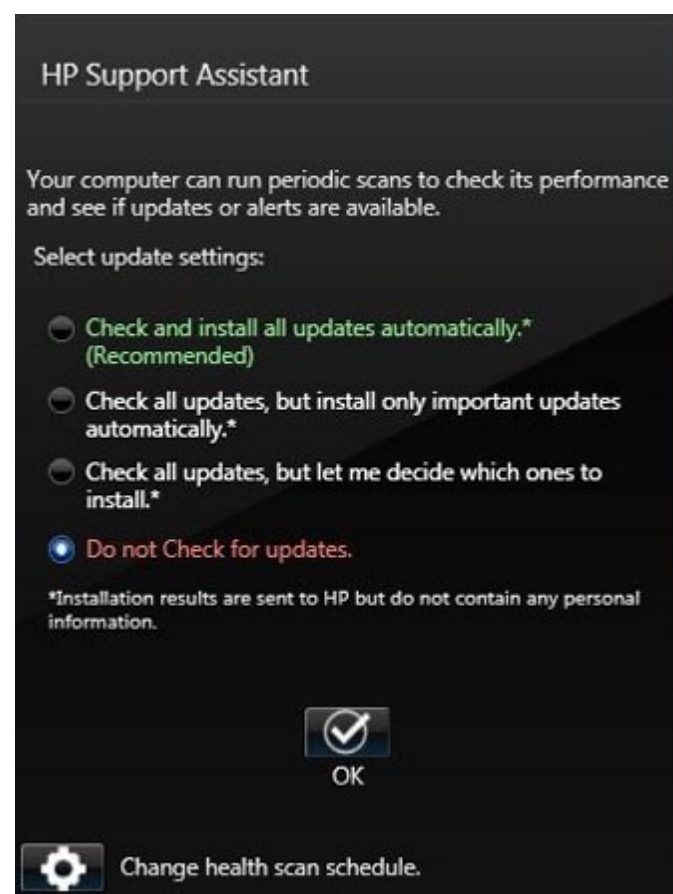 HP Support Assistant
Your computer can run periodic scans to check its performance
and see if updates or alerts are available.
Select update settings:
Check and install all updates automatically.*
(Recommended)
Check all updates, but install only important updates
automatically.*
Check all updates, but let me decide which ones to
install.*
Do not Check for updates.
*Installation results are sent to HP but do not contain any personal
information.
OK
Change health scan schedule.